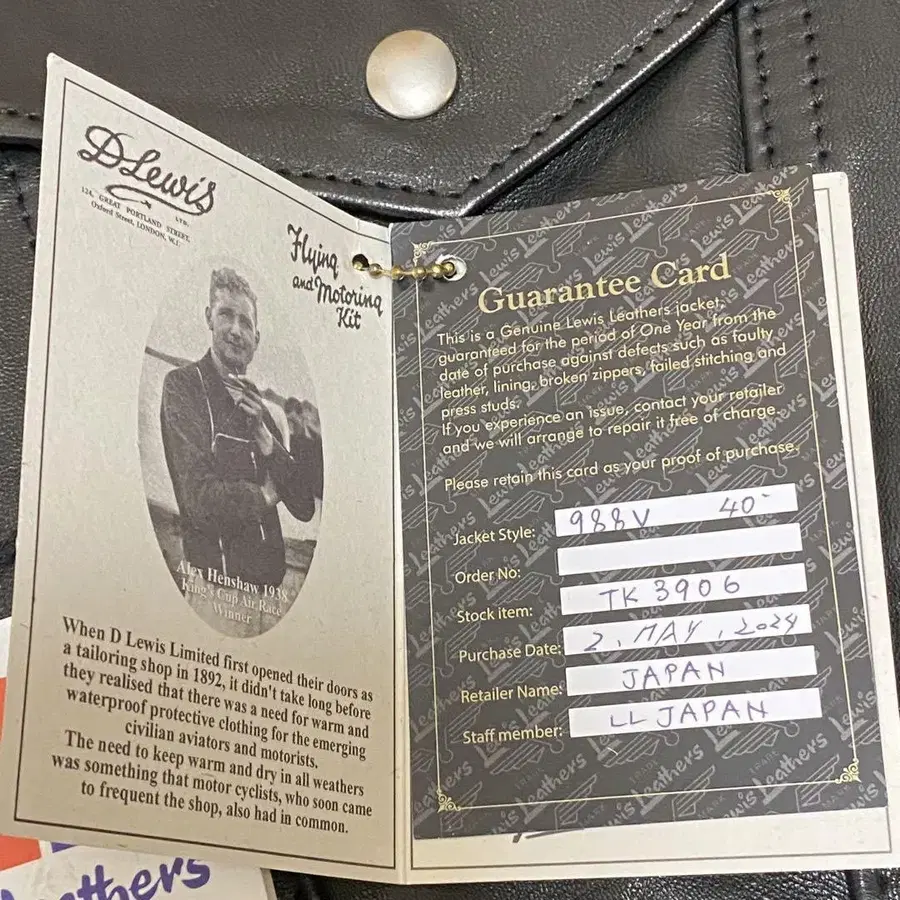 D Lewis
LTD.
124, GREAT PORTLAND STREET,
Oxford Street, LONDON, W.1
Flying
and Motoring
Kit
Alex Henshaw 1938
King's Cup Air Race
Winner
When D Lewis Limited first opened their doors as
a tailoring shop in 1892, it didn't take long before
they realised that there was a need for warm and
waterproof protective clothing for the emerging
civilian aviators and motorists.
The need to keep warm and dry in all weathers
was something that motor cyclists, who soon came
to frequent the shop, also had in common.
Guarantee Card
This is a Genuine Lewis Leathers jacket,
guaranteed for the period of One Year from the
date of purchase against defects such as faulty
leather, lining, broken zippers, failed stitching and
press studs.
If you experience an issue, contact your retailer
and we will arrange to repair it free of charge.
Please retain this card as your proof of purchase.
Jacket Style: 988V 40
Order No:
Stock item: TK 3906
Purchase Date: 2, MAY, 2024
Retailer Name: JAPAN
Staff member: LL JAPAN